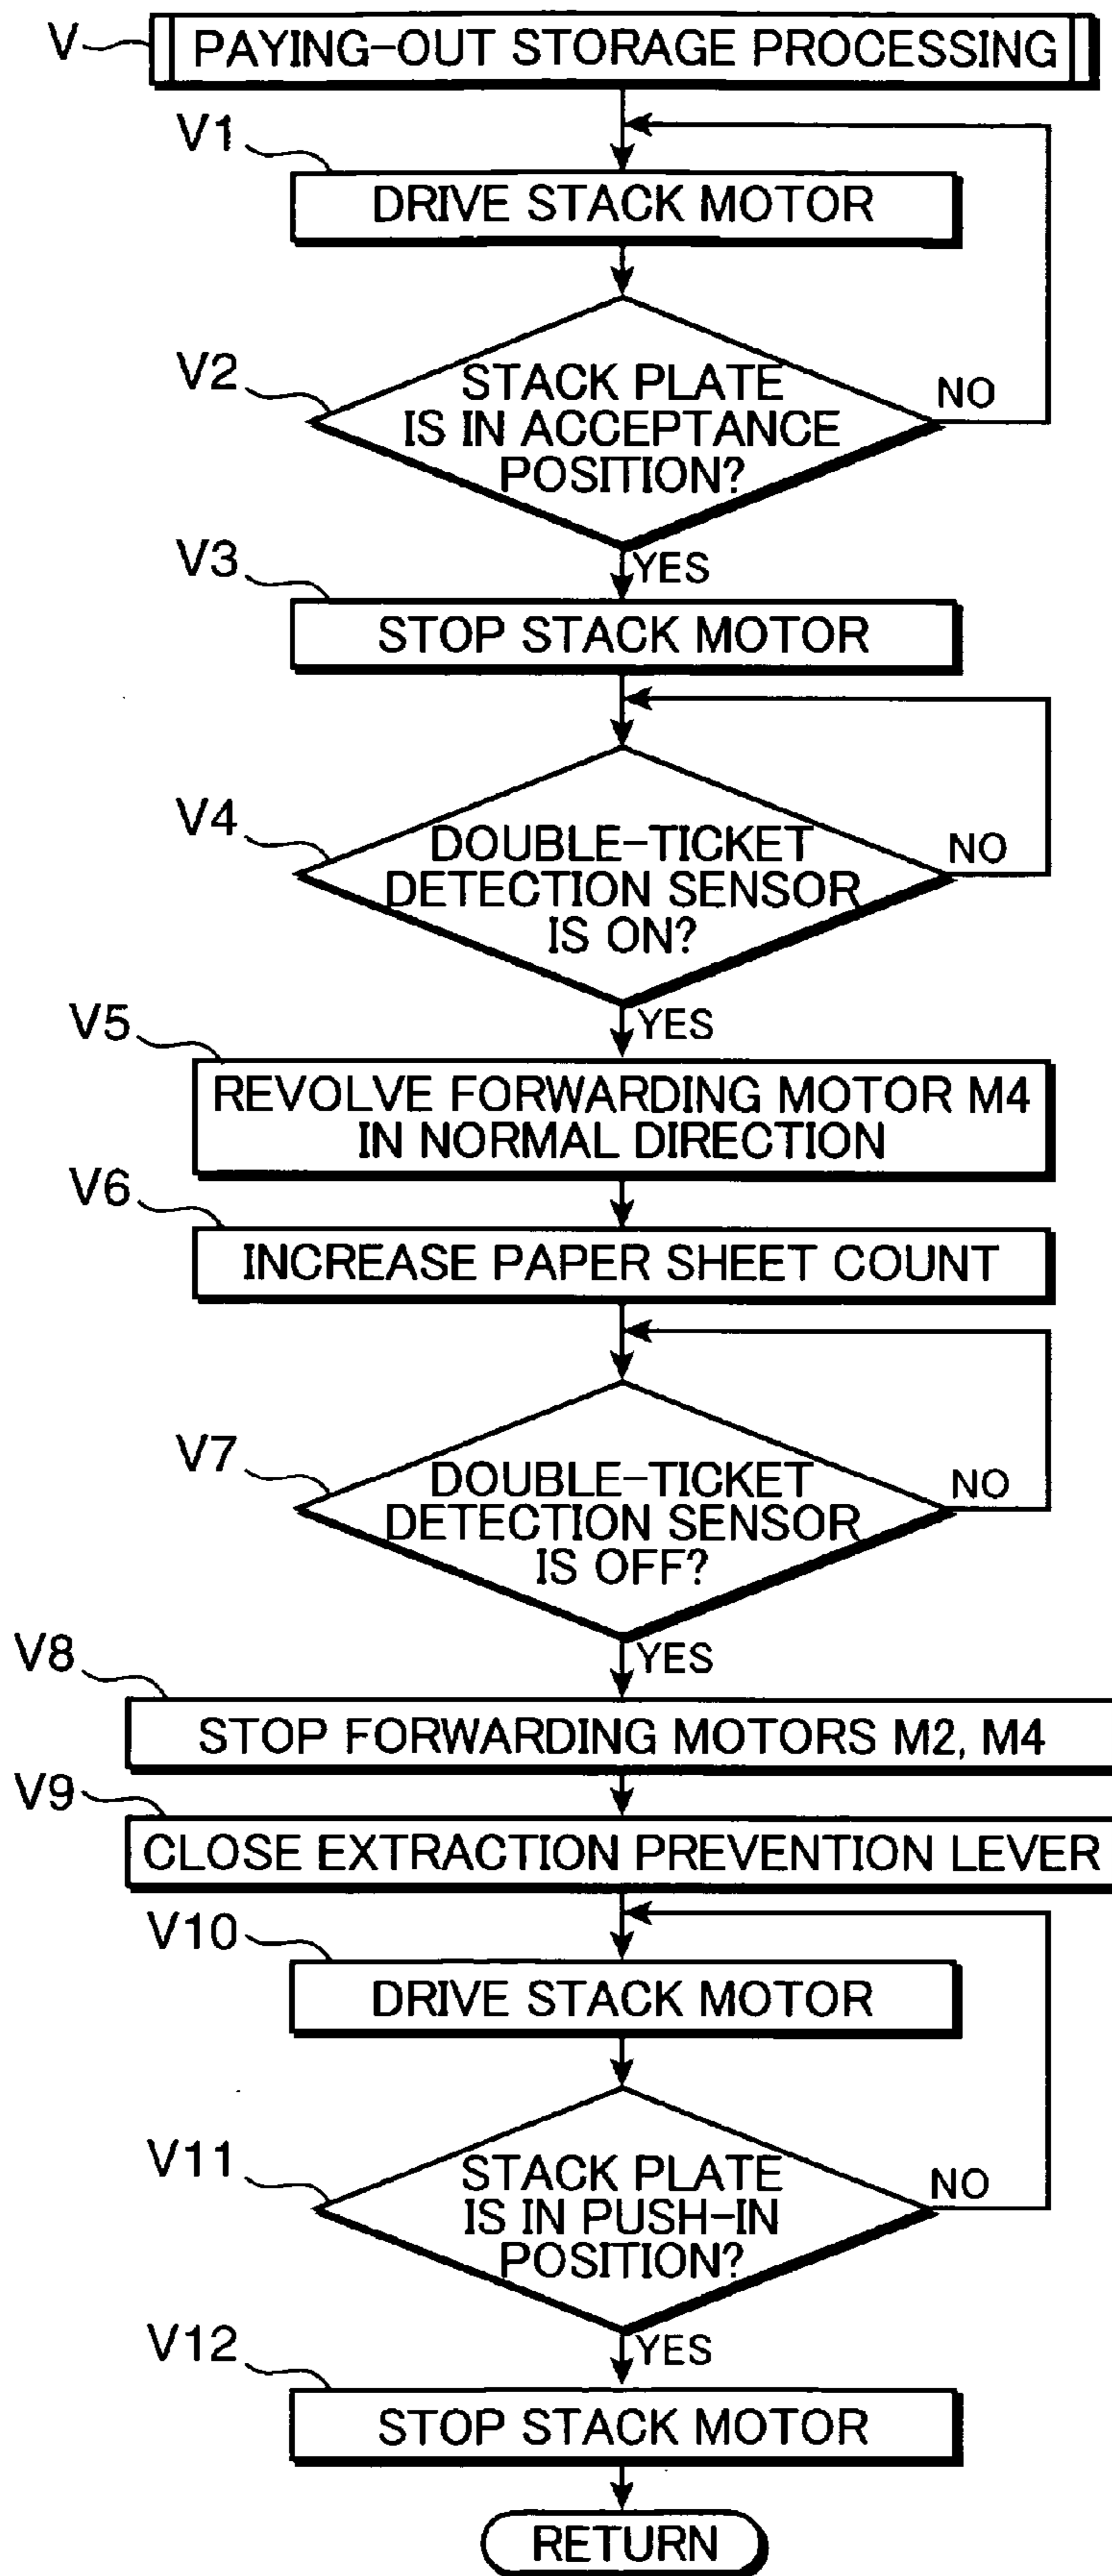 V
PAYING-OUT STORAGE PROCESSING
V1
DRIVE STACK MOTOR
V2
STACK PLATE
IS IN ACCEPTANCE
POSITION?
NO
YES
V3
STOP STACK MOTOR
V4
DOUBLE-TICKET
DETECTION SENSOR
IS ON?
NO
YES
V5
REVOLVE FORWARDING MOTOR M4
IN NORMAL DIRECTION
V6
INCREASE PAPER SHEET COUNT
V7
DOUBLE-TICKET
DETECTION SENSOR
IS OFF?
NO
YES
V8
STOP FORWARDING MOTORS M2, M4
V9
CLOSE EXTRACTION PREVENTION LEVER
V10
DRIVE STACK MOTOR
V11
STACK PLATE
IS IN PUSH-IN
POSITION?
NO
YES
V12
STOP STACK MOTOR
RETURN